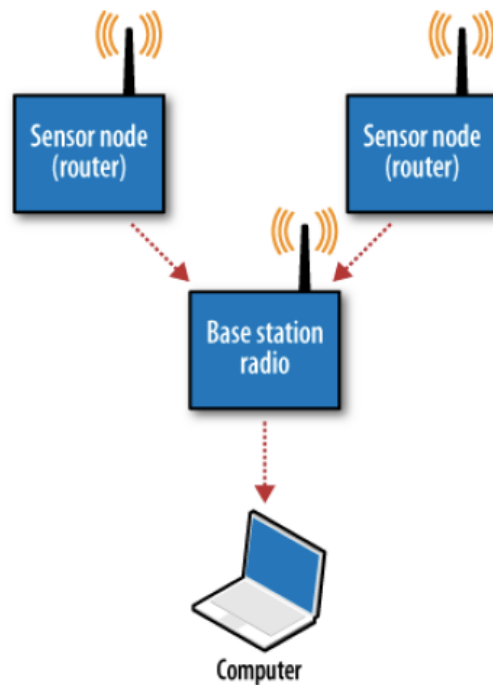 Sensor node
(router)
Sensor node
(router)
Base station
radio
Computer